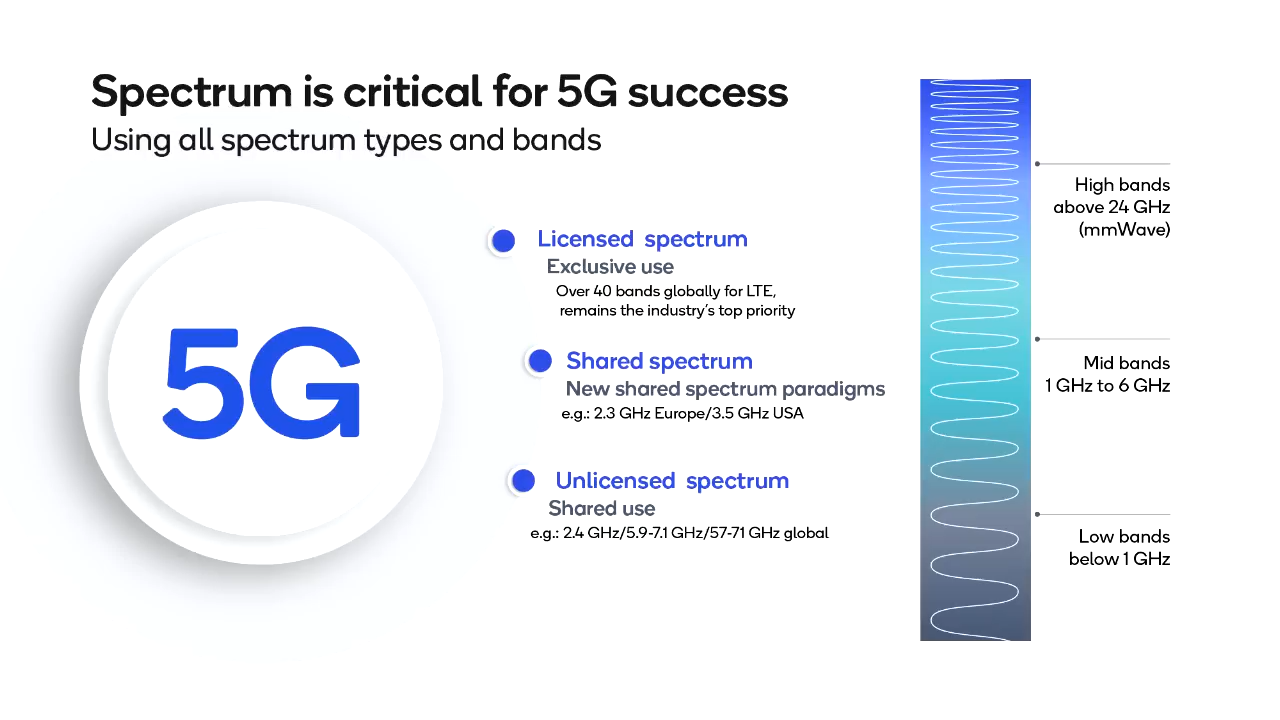 Spectrum is critical for 5G success
Using all spectrum types and bands
5G
Licensed spectrum
Exclusive use
Over 40 bands globally for LTE,
remains the industry's top priority
Shared spectrum
New shared spectrum paradigms
e.g.: 2.3 GHz Europe/3.5 GHz USA
Unlicensed spectrum
Shared use
e.g.: 2.4 GHz/5.9-7.1 GHz/57-71 GHz global
High bands
above 24 GHz
(mmWave)
Mid bands
1 GHz to 6 GHz
Low bands
below 1 GHz